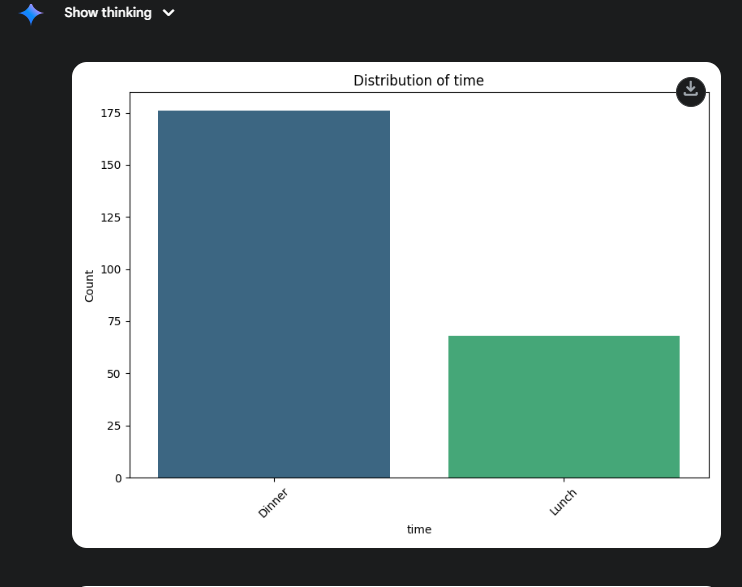 Show thinking
Distribution of time
175
150
125
100
75
50
25
0
Count
Dinner
Lunch
time